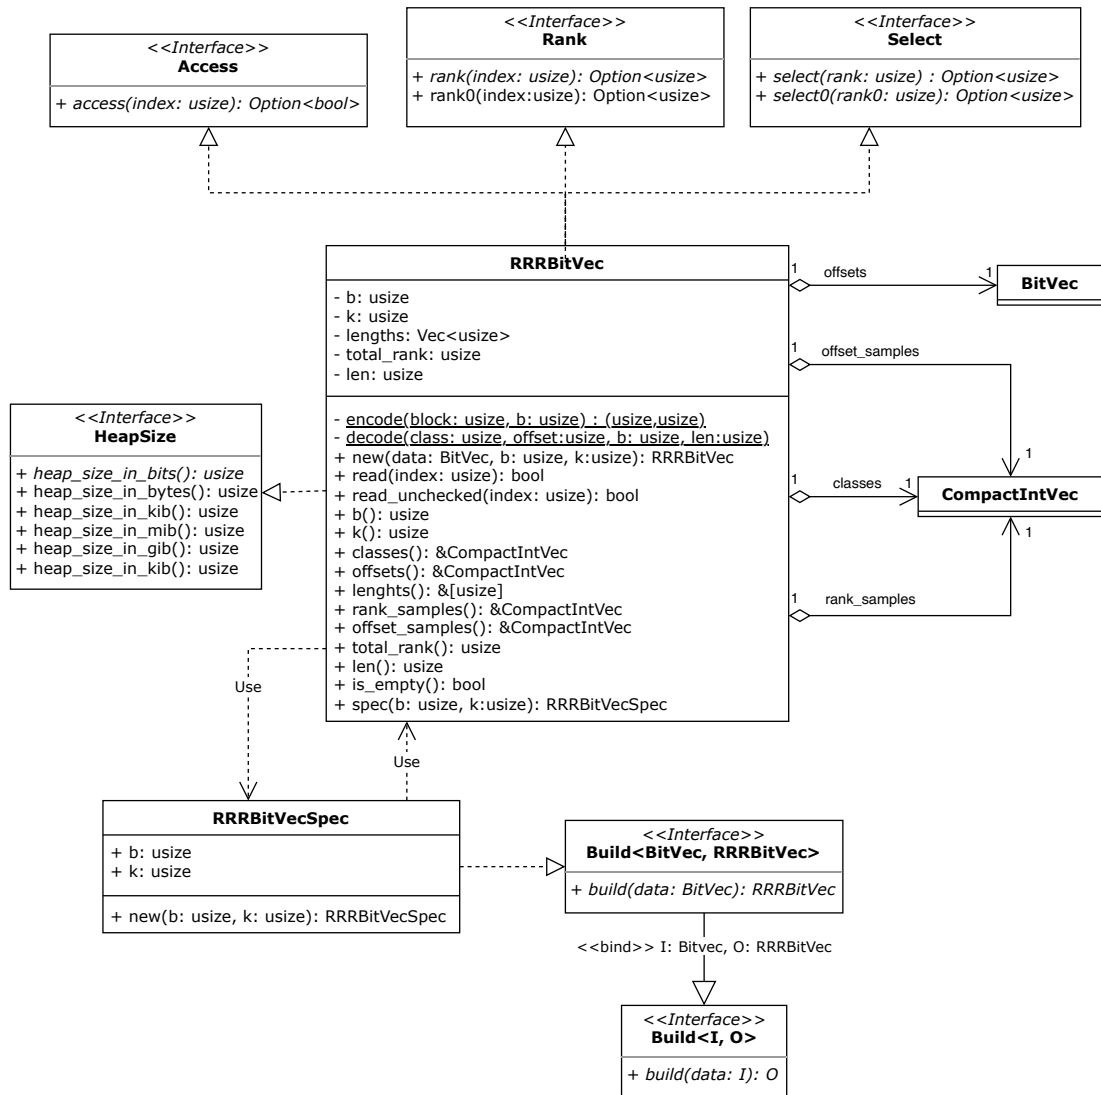 <<Interface>>
Access
+ access(index: usize): Option<bool>
<<Interface>>
Rank
+ rank(index: usize): Option<usize>
+ rank0(index:usize): Option<usize>
<<Interface>>
Select
+ select(rank: usize) : Option<usize>
+ select0(rank0: usize): Option<usize>
RRRBitVec
- b: usize
- k: usize
- lengths: Vec<usize>
- total_rank: usize
- len: usize
- encode(block: usize, b: usize) : (usize,usize)
- decode(class: usize, offset:usize, b: usize, len:usize)
+ new(data: BitVec, b: usize, k:usize): RRRBitVec
+ read(index: usize): bool
+ read_unchecked(index: usize): bool
+ b(): usize
+ k(): usize
+ classes(): &CompactIntVec
+ offsets(): &CompactIntVec
+ lenghts(): &[usize]
+ rank_samples(): &CompactIntVec
+ offset_samples(): &CompactIntVec
+ total_rank(): usize
+ len(): usize
+ is_empty(): bool
+ spec(b: usize, k:usize): RRRBitVecSpec
1
offsets
1
BitVec
1
offset_samples
1
1
classes
1
CompactIntVec
1
1
rank_samples
<<Interface>>
HeapSize
+ heap_size_in_bits(): usize
+ heap_size_in_bytes(): usize
+ heap_size_in_kib(): usize
+ heap_size_in_mib(): usize
+ heap_size_in_gib(): usize
+ heap_size_in_kib(): usize
Use
Use
RRRBitVecSpec
+ b: usize
+ k: usize
+ new(b: usize, k: usize): RRRBitVecSpec
<<Interface>>
Build<BitVec, RRRBitVec>
+ build(data: BitVec): RRRBitVec
<<bind>> I: Bitvec, O: RRRBitVec
<<Interface>>
Build<I, O>
+ build(data: I): O